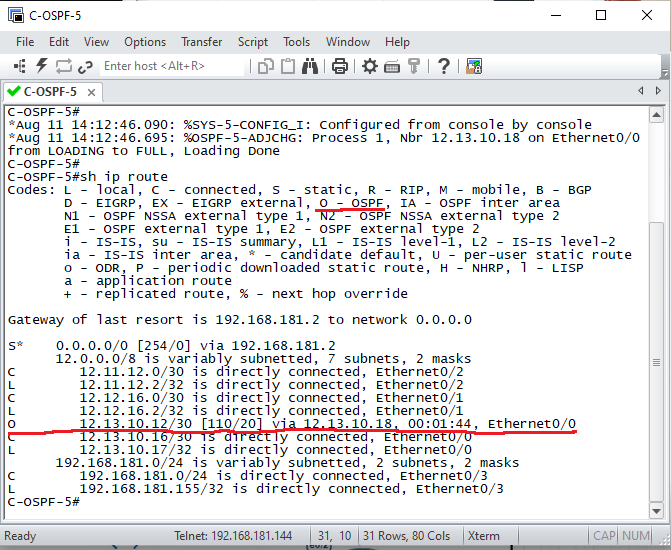 C-OSPF-5
File Edit View Options Transfer Script Tools Window Help
Enter host <Alt+R>
C-OSPF-5
C-OSPF-5#
*Aug 11 14:12:46.090: %SYS-5-CONFIG_I: Configured from console by console
*Aug 11 14:12:46.695: %OSPF-5-ADJCHG: Process 1, Nbr 12.13.10.18 on Ethernet0/0
from LOADING to FULL, Loading Done
C-OSPF-5#
C-OSPF-5#sh ip route
Codes: L - local, C - connected, S - static, R - RIP, M - mobile, B - BGP
D - EIGRP, EX - EIGRP external, O - OSPF, IA - OSPF inter area
N1 - OSPF NSSA external type 1, N2 - OSPF NSSA external type 2
E1 - OSPF external type 1, E2 - OSPF external type 2
i - IS-IS, su - IS-IS summary, L1 - IS-IS level-1, L2 - IS-IS level-2
ia - IS-IS inter area, * - candidate default, U - per-user static route
o - ODR, P - periodic downloaded static route, H - NHRP, l - LISP
a - application route
+ - replicated route, % - next hop override
Gateway of last resort is 192.168.181.2 to network 0.0.0.0
S* 0.0.0.0/0 [254/0] via 192.168.181.2
12.0.0.0/8 is variably subnetted, 7 subnets, 2 masks
C 12.11.12.0/30 is directly connected, Ethernet0/2
L 12.11.12.2/32 is directly connected, Ethernet0/2
C 12.12.16.0/30 is directly connected, Ethernet0/1
L 12.12.16.2/32 is directly connected, Ethernet0/1
O 12.13.10.12/30 [110/20] via 12.13.10.18, 00:01:44, Ethernet0/0
12.13.10.16/30 is directly connected, Ethernet0/0
L 12.13.10.17/32 is directly connected, Ethernet0/0
192.168.181.0/24 is variably subnetted, 2 subnets, 2 masks
C 192.168.181.0/24 is directly connected, Ethernet0/3
L 192.168.181.155/32 is directly connected, Ethernet0/3
C-OSPF-5#
Ready Telnet: 192.168.181.144 31, 10 31 Rows, 80 Cols Xterm CAP NUM